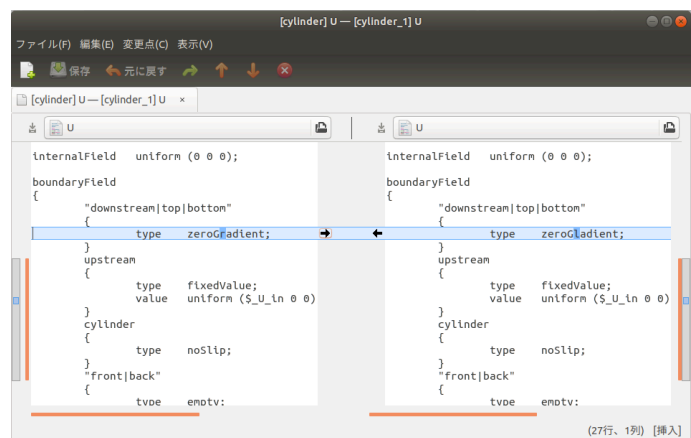 [cylinder] U — [cylinder_1] U
ファイル(F) 編集(E) 変更点(C) 表示(V)
保存 元に戻す
[cylinder] U — [cylinder_1] U ×
U
U
internalField uniform (0 0 0);
boundaryField
{
"downstream|top|bottom"
{
type zeroGradient;
}
upstream
{
type fixedValue;
value uniform ($_U_in 0 0)
}
cylinder
{
type noSlip;
}
"front|back"
{
type empty;
internalField uniform (0 0 0);
boundaryField
{
"downstream|top|bottom"
{
type zeroGladient;
}
upstream
{
type fixedValue;
value uniform ($_U_in 0 0)
}
cylinder
{
type noSlip;
}
"front|back"
{
type empty;
(27行、1列) [挿入]